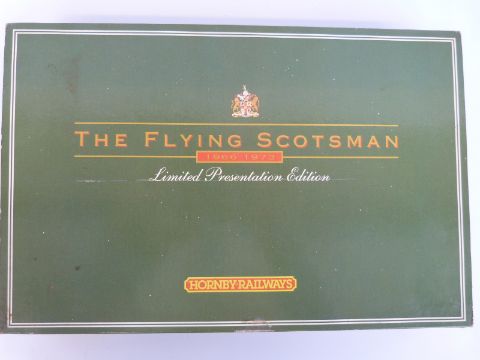 THE FLYING SCOTSMAN
1966-1972
Limited Presentation Edition
HORNBY·RAILWAYS